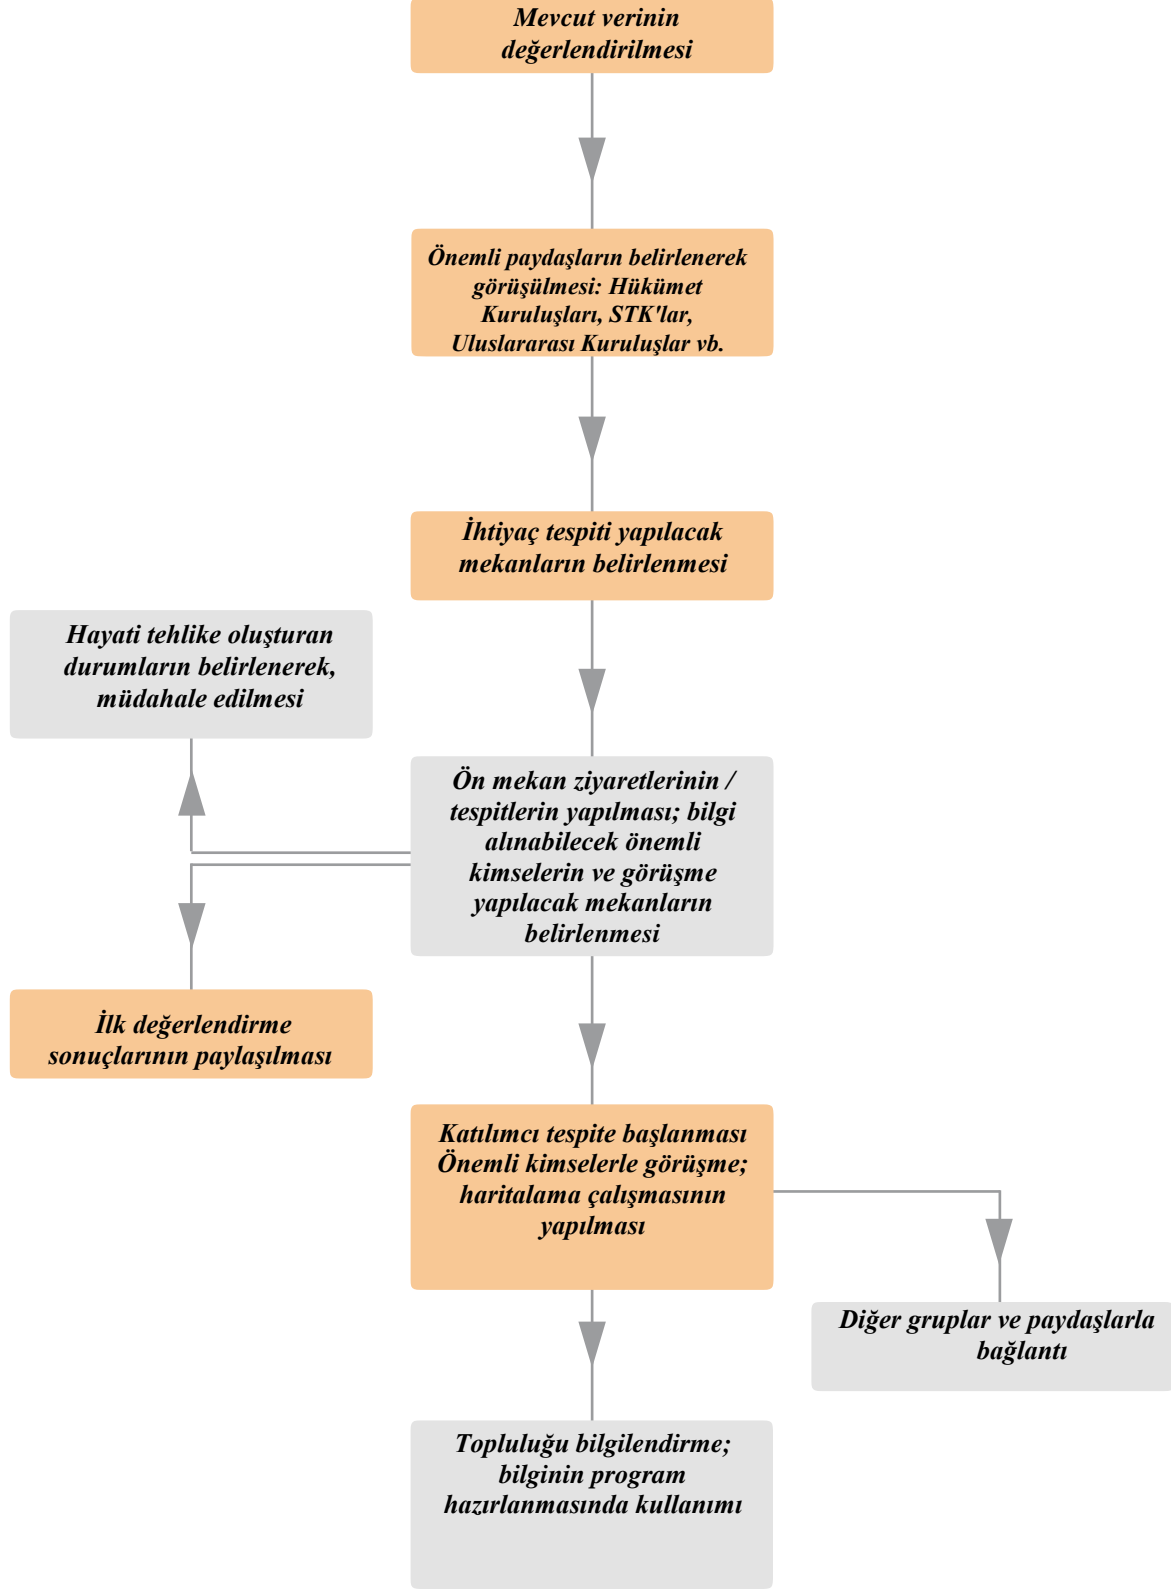 Mevcut verinin
değerlendirilmesi
Önemli paydaşların belirlenerek
görüşülmesi: Hükümet
Kuruluşları, STK'lar,
Uluslararası Kuruluşlar vb.
İhtiyaç tespiti yapılacak
mekanların belirlenmesi
Hayati tehlike oluşturan
durumların belirlenerek,
müdahale edilmesi
Ön mekan ziyaretlerinin /
tespitlerin yapılması; bilgi
alınabilecek önemli
kimselerin ve görüşme
yapılacak mekanların
belirlenmesi
İlk değerlendirme
sonuçlarının paylaşılması
Katılımcı tespite başlanması
Önemli kimselerle görüşme;
haritalama çalışmasının
yapılması
Diğer gruplar ve paydaşlarla
bağlantı
Topluluğu bilgilendirme;
bilginin program
hazırlanmasında kullanımı